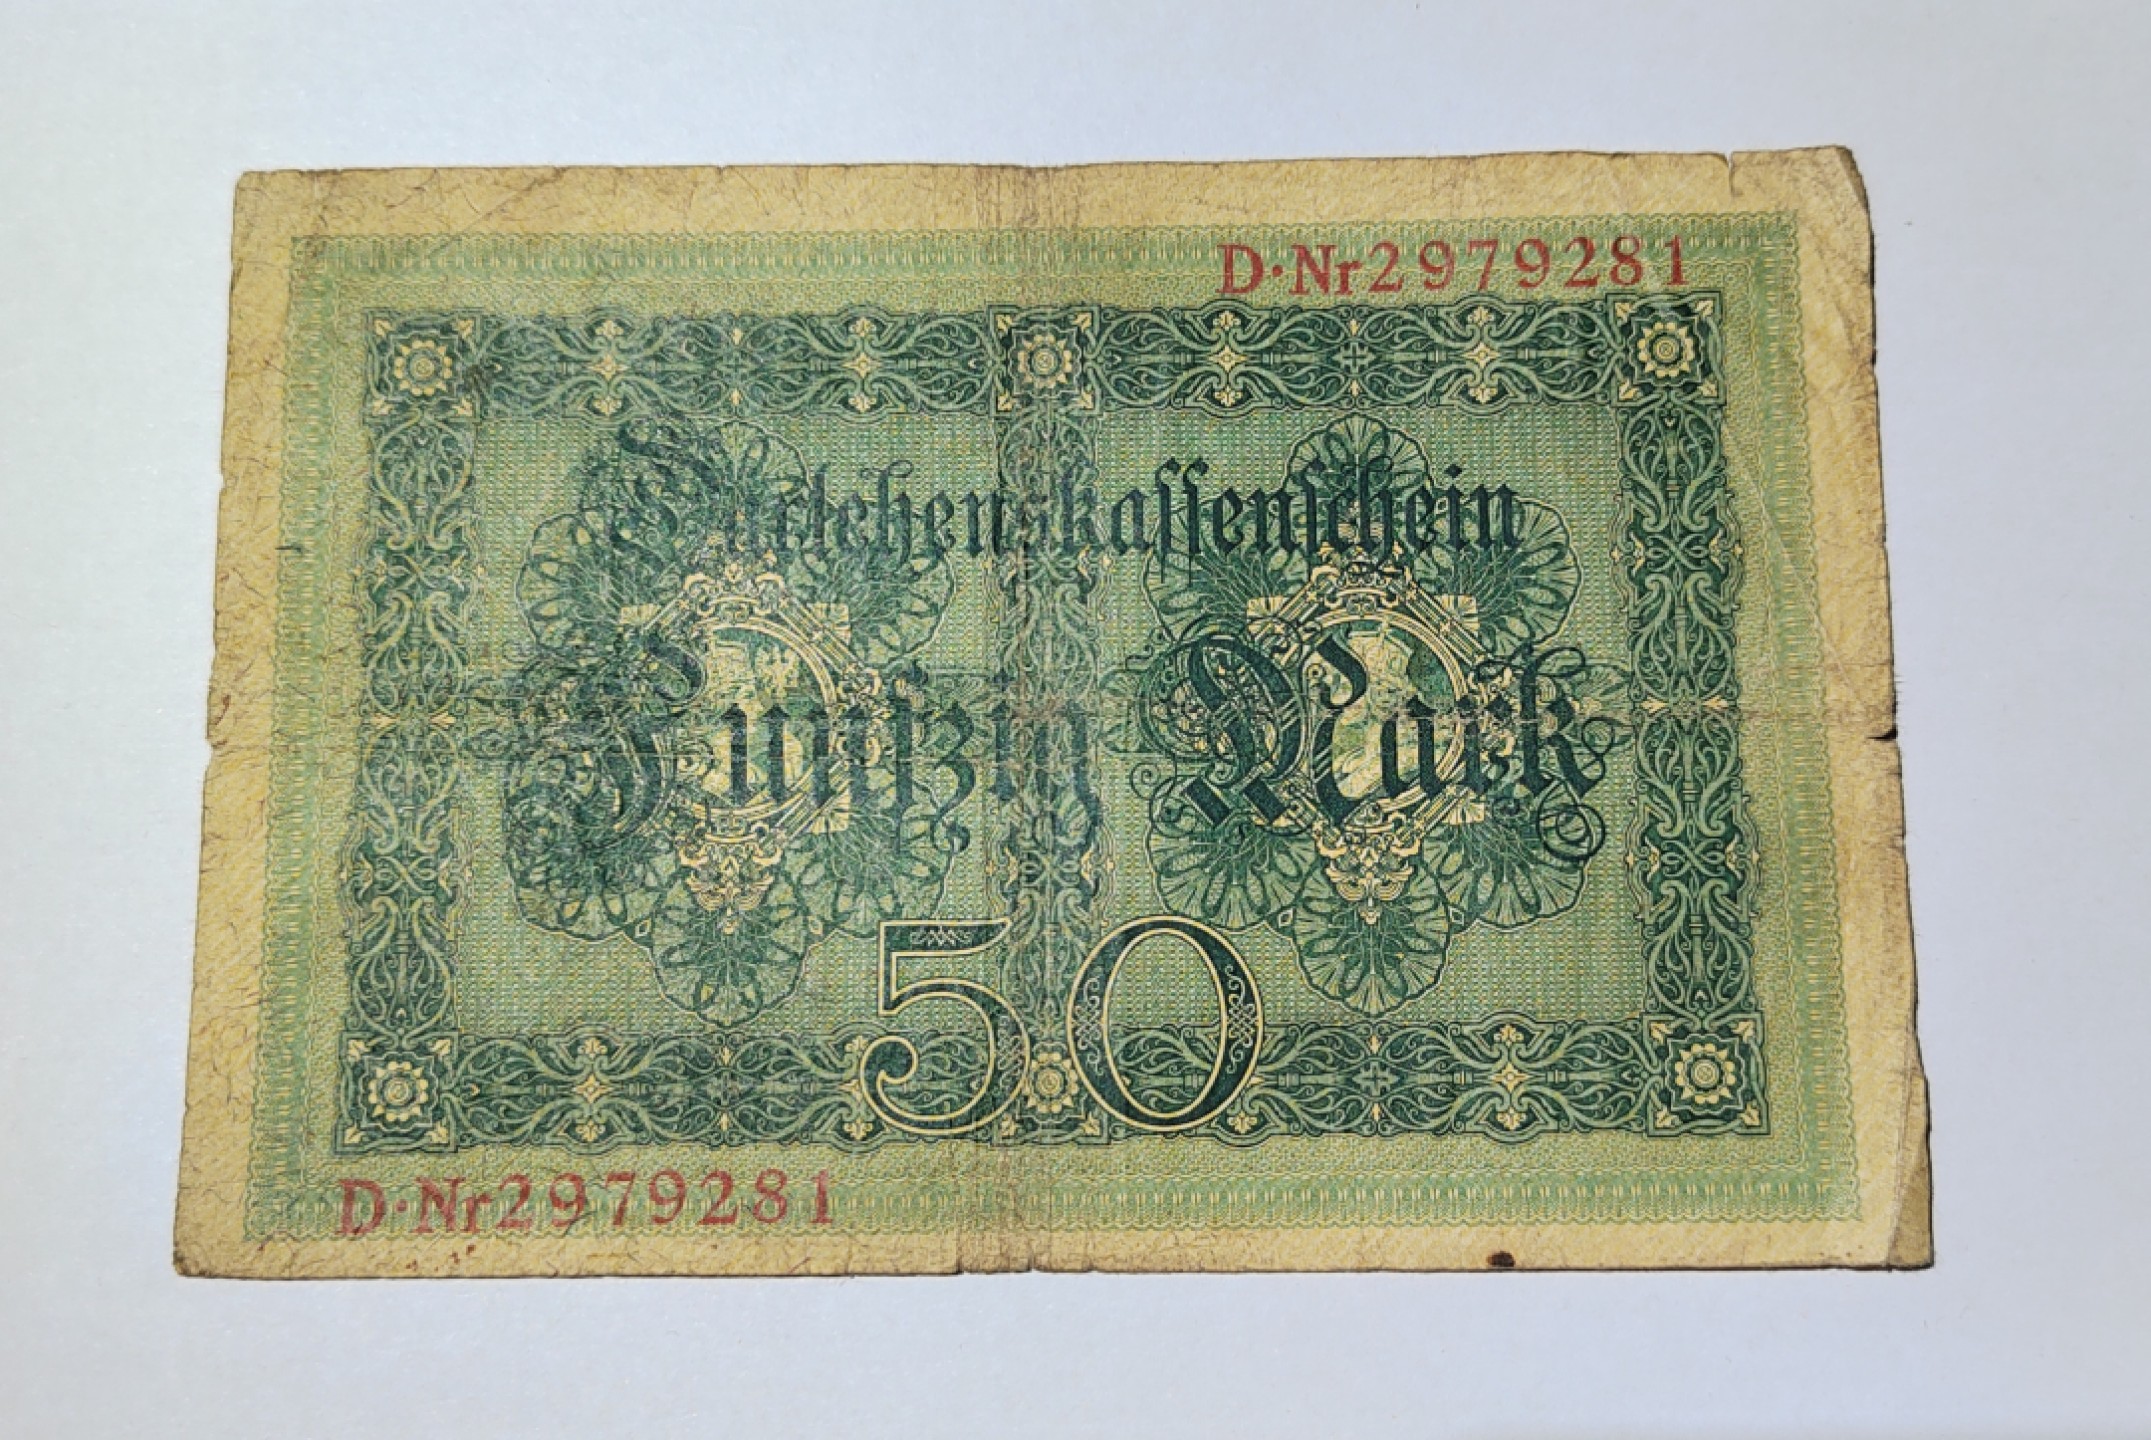 D·Nr2979281
Darlehenskassenschein
Fünfzig Mark
50
D·Nr2979281